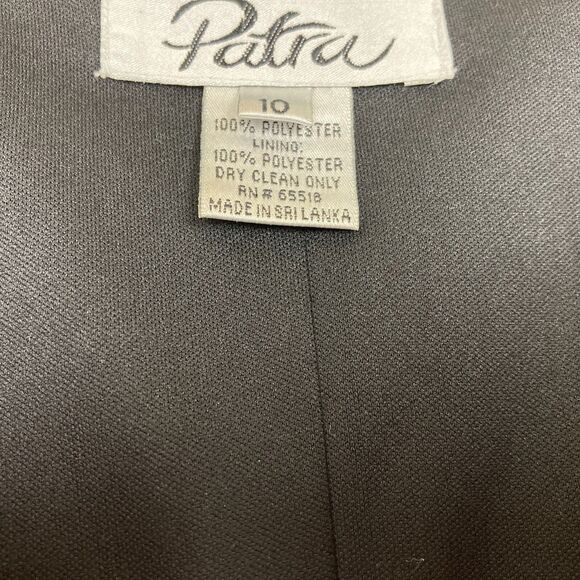 Patra
10
100% POLYESTER
LINING:
100% POLYESTER
DRY CLEAN ONLY
RN# 65518
MADE IN SRI LANKA